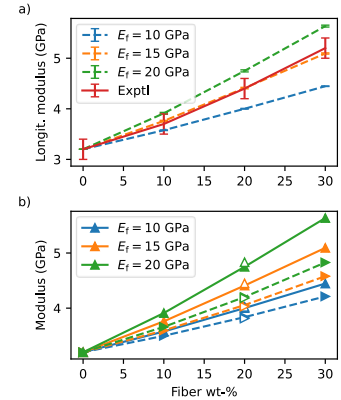 a)
Longit. modulus (GPa)
5
4
3
E_f = 10 GPa
E_f = 15 GPa
E_f = 20 GPa
Exptl
0 5 10 15 20 25 30
b)
Modulus (GPa)
5
4
E_f = 10 GPa
E_f = 15 GPa
E_f = 20 GPa
0 5 10 15 20 25 30
Fiber wt-%